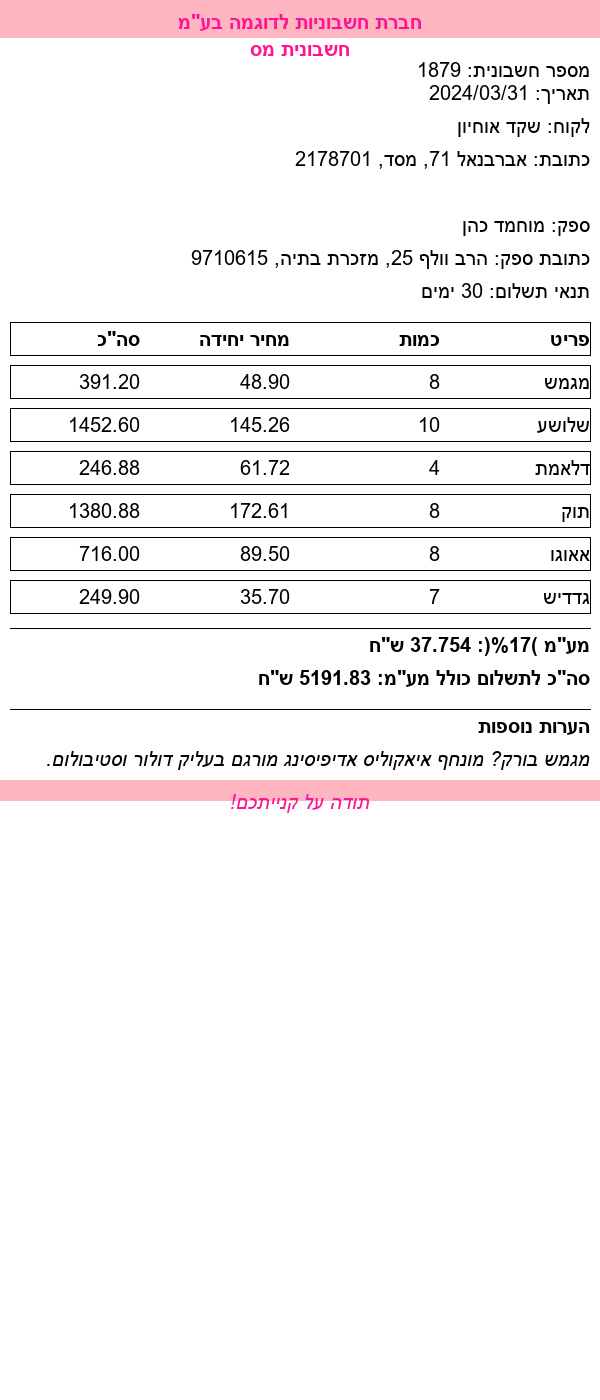 חברת חשבוניות לדוגמה בע"מ
חשבונית מס
מספר חשבונית: 1879
תאריך: 2024/03/31
לקוח: שקד אוחיון
כתובת: אברבנאל 71, מסד, 2178701
ספק: מוחמד כהן
כתובת ספק: הרב וולף 25, מזכרת בתיה, 9710615
תנאי תשלום: 30 ימים
פריט כמות מחיר יחידה סה"כ
מגמש 8 48.90 391.20
שלושע 10 145.26 1452.60
דלאמת 4 61.72 246.88
תוק 8 172.61 1380.88
אאוגו 8 89.50 716.00
גדדיש 7 35.70 249.90
מע"מ )17%(: 37.754 ש"ח
סה"כ לתשלום כולל מע"מ: 5191.83 ש"ח
הערות נוספות
מגמש בורק? מונחף איאקוליס אדיפיסינג מורגם בעליק דולור וסטיבולום.
תודה על קנייתכם!